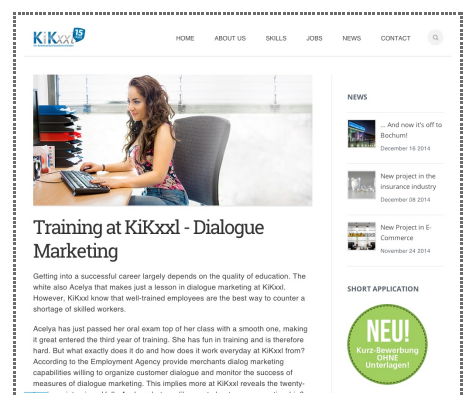 KiKxxl 15
HOME ABOUT US SKILLS JOBS NEWS CONTACT
Training at KiKxxl - Dialogue
Marketing
Getting into a successful career largely depends on the quality of education. The
white also Acelya that makes just a lesson in dialogue marketing at KiKxxl.
However, KiKxxl know that well-trained employees are the best way to counter a
shortage of skilled workers.
Acelya has just passed her oral exam top of her class with a smooth one, making
it great entered the third year of training. She has fun in training and is therefore
hard. But what exactly does it do and how does it work everyday at KiKxxl from?
According to the Employment Agency provide merchants dialog marketing
capabilities willing to organize customer dialogue and monitor the success of
measures of dialogue marketing. This implies more at KiKxxl reveals the twenty-
NEWS
... And now it's off to
Bochum!
December 16 2014
New project in the
insurance industry
December 08 2014
New Project in E-
Commerce
November 24 2014
SHORT APPLICATION
NEU!
Kurz-Bewerbung
OHNE
Unterlagen!